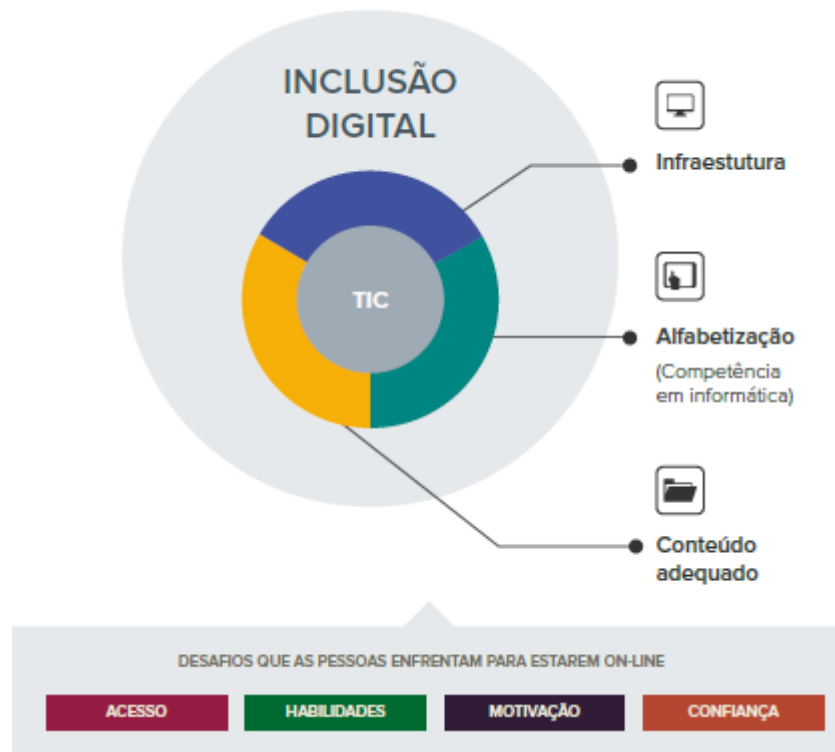 INCLUSÃO
DIGITAL
TIC
Infraestutura
Alfabetização
(Competência
em informática)
Conteúdo
adequado
DESAFIOS QUE AS PESSOAS ENFRENTAM PARA ESTAREM ON-LINE
ACESSO
HABILIDADES
MOTIVAÇÃO
CONFIANÇA